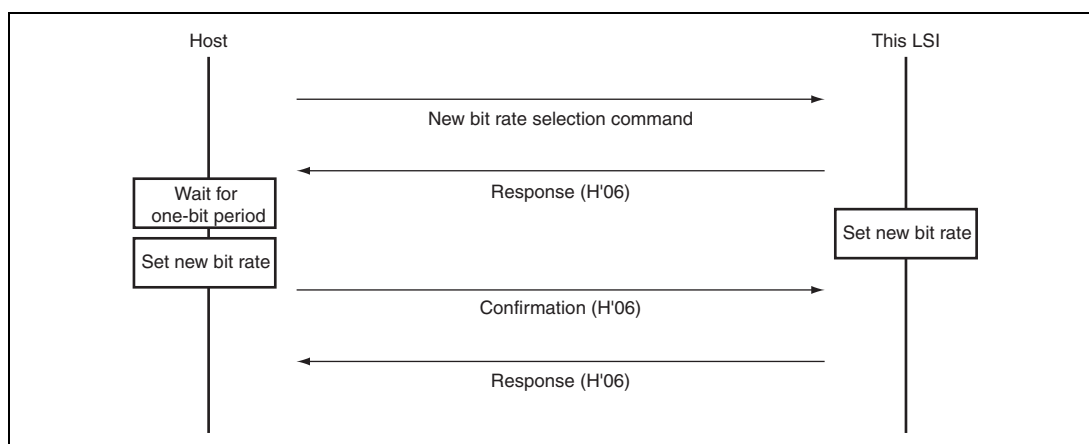 Host
This LSI
New bit rate selection command
Response (H'06)
Wait for
one-bit period
Set new bit rate
Set new bit rate
Confirmation (H'06)
Response (H'06)